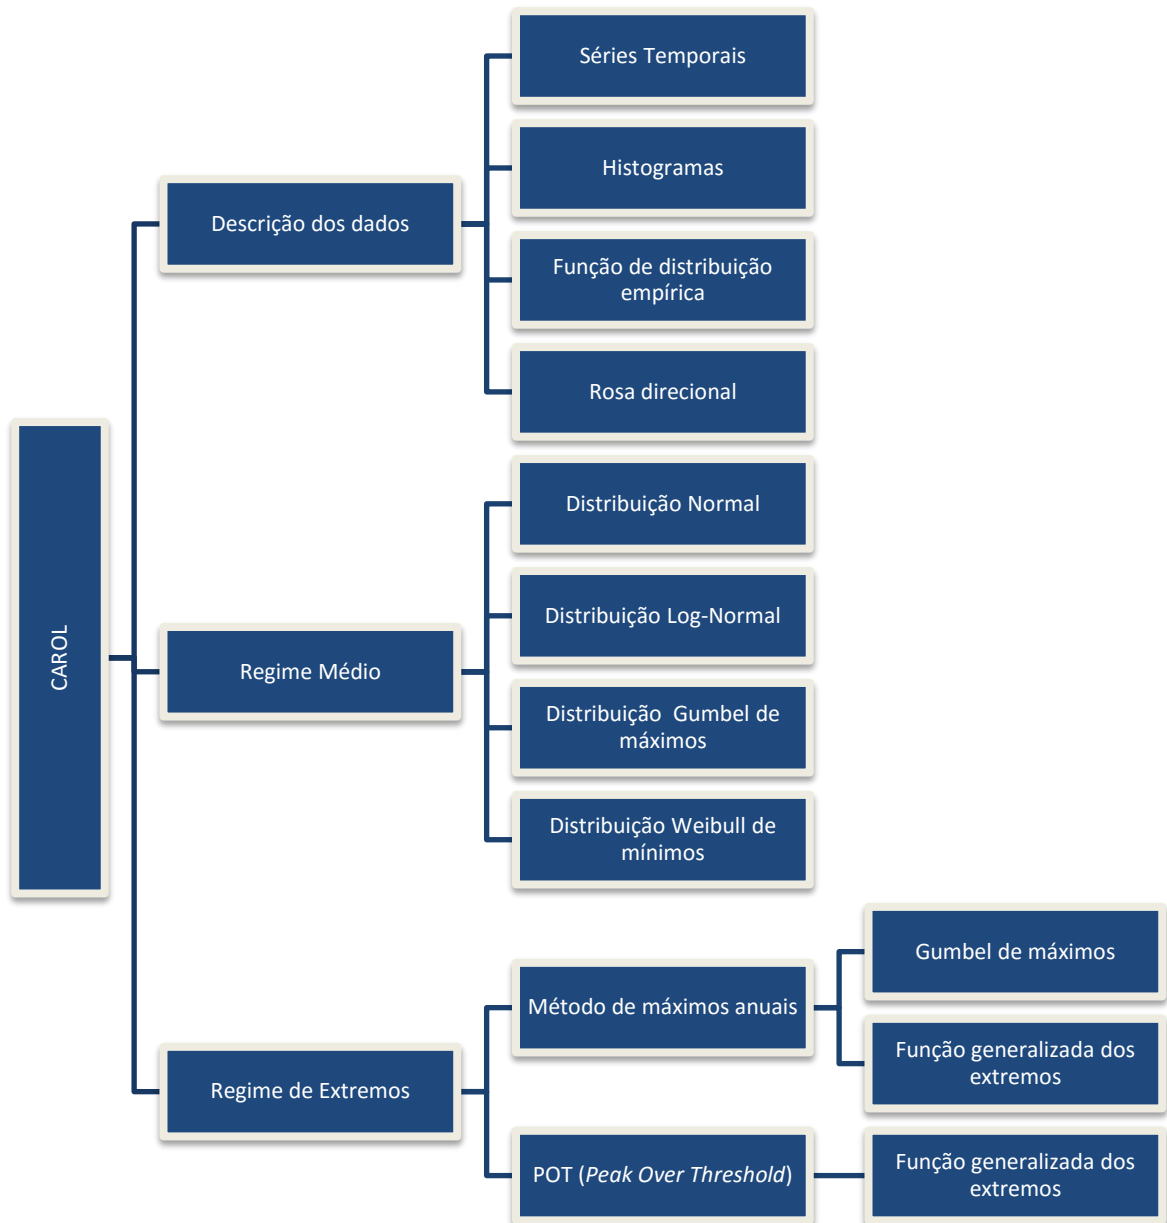 CAROL
Descrição dos dados
Séries Temporais
Histogramas
Função de distribuição
empírica
Rosa direcional
Regime Médio
Distribuição Normal
Distribuição Log-Normal
Distribuição Gumbel de
máximos
Distribuição Weibull de
mínimos
Regime de Extremos
Método de máximos anuais
Gumbel de máximos
Função generalizada dos
extremos
POT (Peak Over Threshold)
Função generalizada dos
extremos